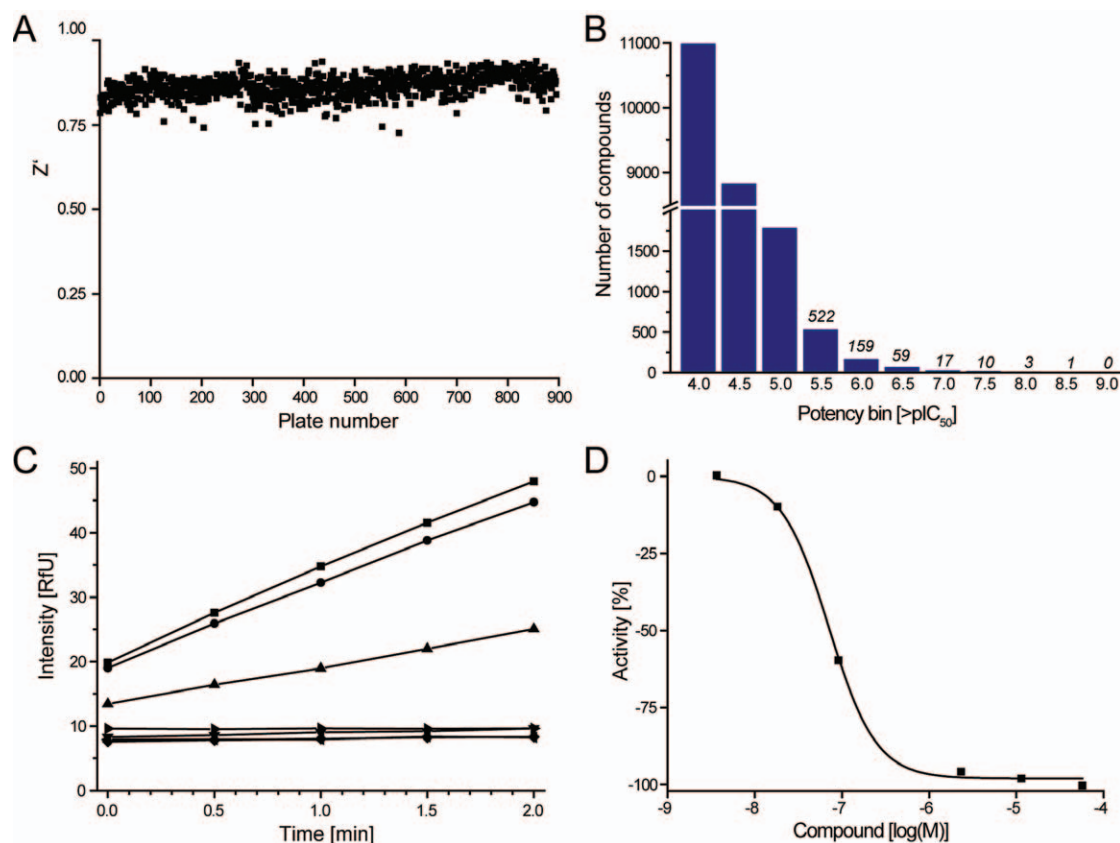 A
1.00
0.75
0.50
0.25
0.00
Z'
0 100 200 300 400 500 600 700 800 900
Plate number
B
11000
10000
9000
1500
1000
500
0
Number of compounds
522
159
59
17
10
3
1
0
4.0 4.5 5.0 5.5 6.0 6.5 7.0 7.5 8.0 8.5 9.0
Potency bin [>pIC50]
C
50
40
30
20
10
0
Intensity [RfU]
0.0 0.5 1.0 1.5 2.0
Time [min]
D
0
-25
-50
-75
-100
Activity [%]
-9 -8 -7 -6 -5 -4
Compound [log(M)]